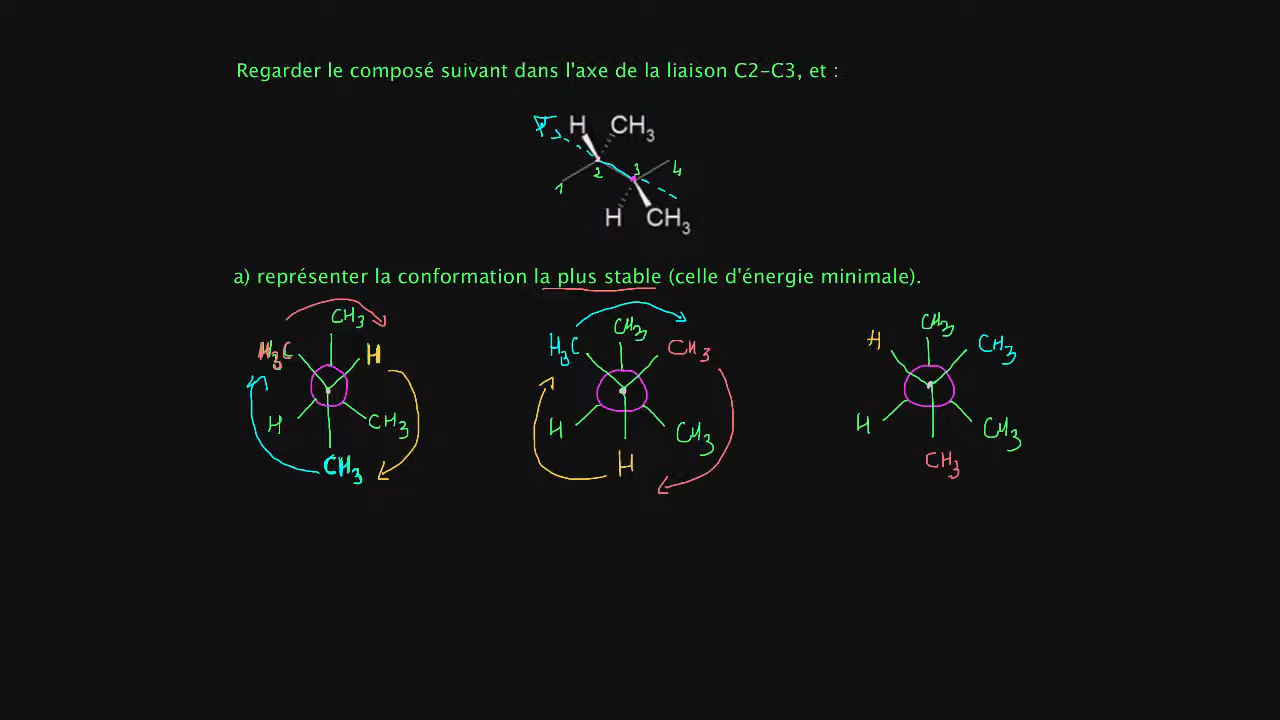 Regarder le composé suivant dans l'axe de la liaison C2-C3, et :
H CH3
1 2 3 4
H CH3
a) représenter la conformation la plus stable (celle d'énergie minimale).
CH3 CH3 CH3
H3C H H3C CH3 H CH3
H CH3 H CH3 H CH3
CH3 H CH3